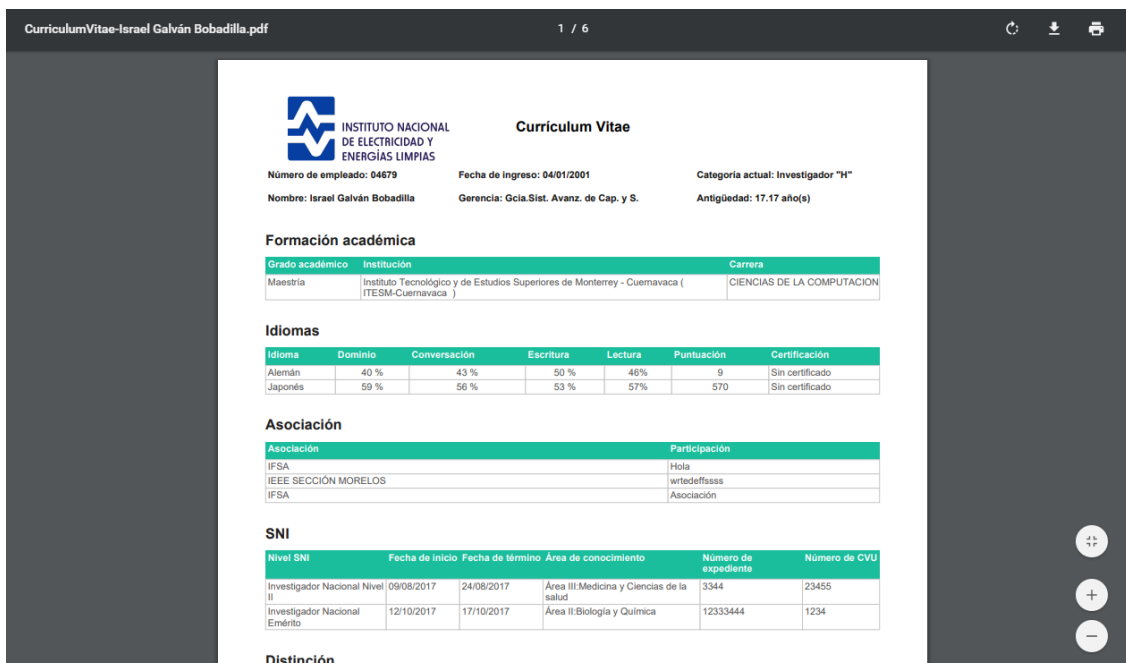 CurriculumVitae-Israel Galván Bobadilla.pdf 1 / 6
INSTITUTO NACIONAL
DE ELECTRICIDAD Y
ENERGÍAS LIMPIAS
Currículum Vitae
Número de empleado: 04679 Fecha de ingreso: 04/01/2001 Categoría actual: Investigador "H"
Nombre: Israel Galván Bobadilla Gerencia: Gcia.Sist. Avanz. de Cap. y S. Antigüedad: 17.17 año(s)
Formación académica
Grado académico Institución Carrera
Maestría Instituto Tecnológico y de Estudios Superiores de Monterrey - Cuernavaca ( CIENCIAS DE LA COMPUTACION
ITESM-Cuernavaca )
Idiomas
Idioma Dominio Conversación Escritura Lectura Puntuación Certificación
Alemán 40 % 43 % 50 % 46% 9 Sin certificado
Japonés 59 % 56 % 53 % 57% 570 Sin certificado
Asociación
Asociación Participación
IFSA Hola
IEEE SECCIÓN MORELOS wrtedeffssss
IFSA Asociación
SNI
Nivel SNI Fecha de inicio Fecha de término Área de conocimiento Número de Número de CVU
expediente
Investigador Nacional Nivel 09/08/2017 24/08/2017 Área III:Medicina y Ciencias de la 3344 23455
II salud
Investigador Nacional 12/10/2017 17/10/2017 Área II:Biología y Química 12333444 1234
Emérito
Distinción